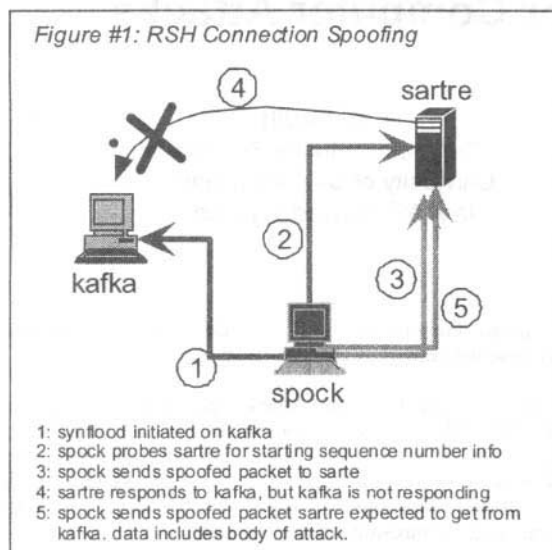 Figure #1: RSH Connection Spoofing
4
sartre
2
kafka
3
5
1
spock
1: synflood initiated on kafka
2: spock probes sartre for starting sequence number info
3: spock sends spoofed packet to sarte
4: sartre responds to kafka, but kafka is not responding
5: spock sends spoofed packet sartre expected to get from
kafka. data includes body of attack.